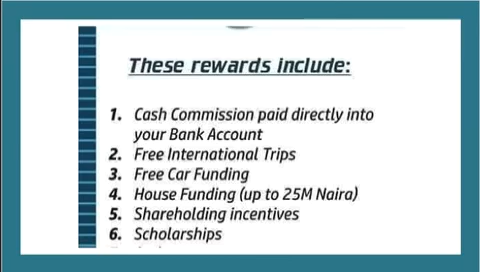 These rewards include:
1. Cash Commission paid directly into
your Bank Account
2. Free International Trips
3. Free Car Funding
4. House Funding (up to 25M Naira)
5. Shareholding incentives
6. Scholarships